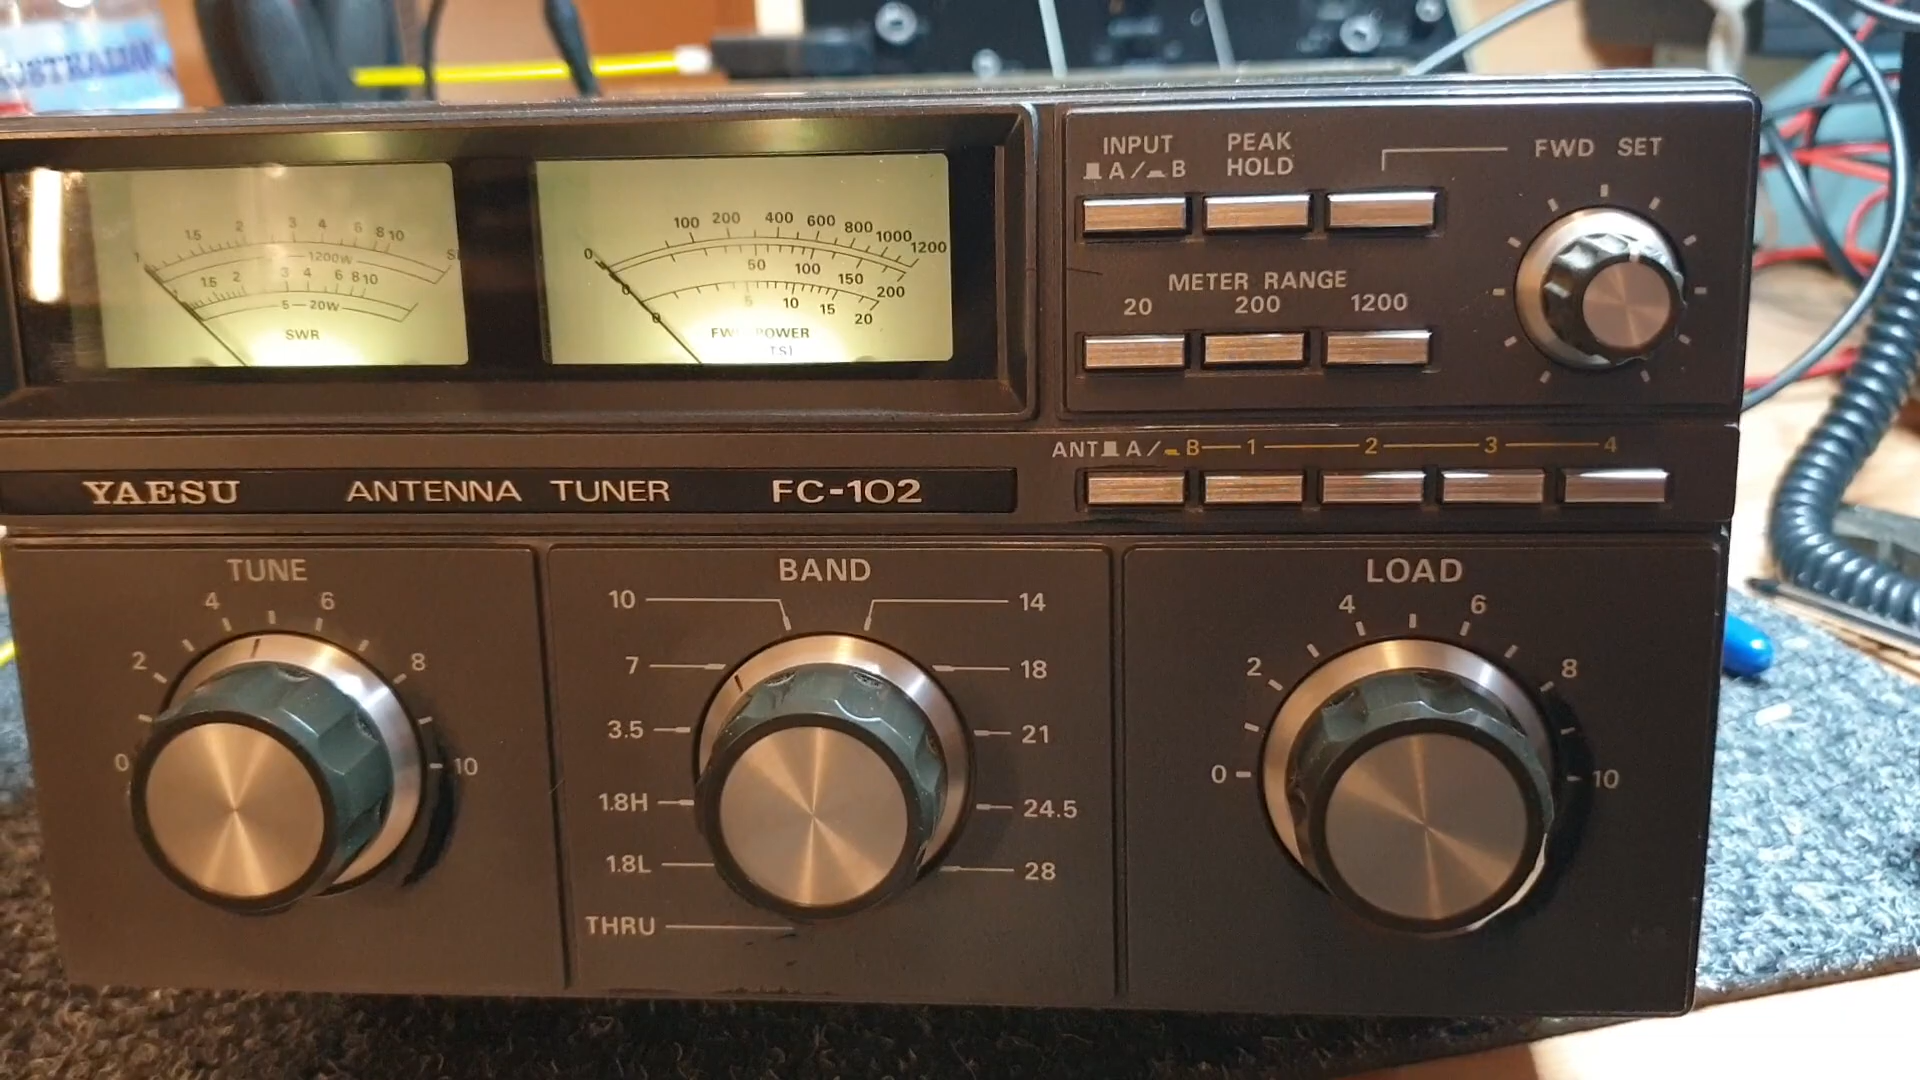 AUSTRALIAN
INPUT
A / B
PEAK
HOLD
FWD SET
1.5 2 3 4 6 8 10
1200W
1 1.5 2 3 4 6 8 10
5-20W
SWR
0 100 200 400 600 800 1000 1200
0 50 100 150 200
0 5 10 15 20
POWER
METER RANGE
20 200 1200
ANT A / B 1 2 3 4
YAESU ANTENNA TUNER FC-102
TUNE
0 2 4 6 8 10
BAND
10 14
7 18
3.5 21
1.8H 24.5
1.8L 28
THRU
LOAD
0 2 4 6 8 10